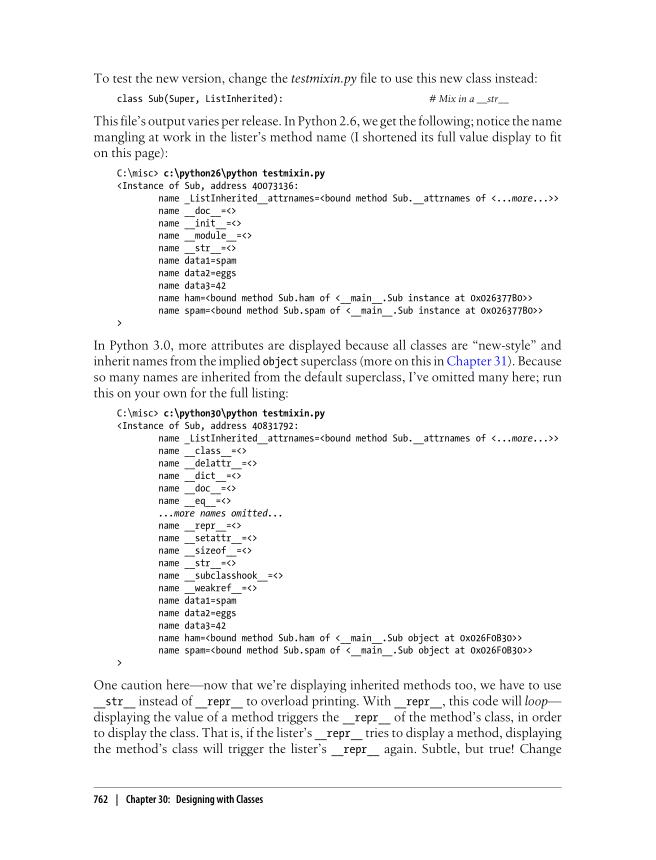 To test the new version, change the testmixin.py file to use this new class instead:
class Sub(Super, ListInherited): # Mix in a __str__
This file's output varies per release. In Python 2.6, we get the following; notice the name
mangling at work in the lister's method name (I shortened its full value display to fit
on this page):
C:\misc> c:\python26\python testmixin.py
<Instance of Sub, address 40073136:
name _ListInherited__attrnames=<bound method Sub.__attrnames of <...more...>>
name __doc__=<>
name __init__=<>
name __module__=<>
name __str__=<>
name data1=spam
name data2=eggs
name data3=42
name ham=<bound method Sub.ham of <__main__.Sub instance at 0x026377B0>>
name spam=<bound method Sub.spam of <__main__.Sub instance at 0x026377B0>>
>
In Python 3.0, more attributes are displayed because all classes are “new-style” and
inherit names from the implied object superclass (more on this in Chapter 31). Because
so many names are inherited from the default superclass, I've omitted many here; run
this on your own for the full listing:
C:\misc> c:\python30\python testmixin.py
<Instance of Sub, address 40831792:
name _ListInherited__attrnames=<bound method Sub.__attrnames of <...more...>>
name __class__=<>
name __delattr__=<>
name __dict__=<>
name __doc__=<>
name __eq__=<>
...more names omitted...
name __repr__=<>
name __setattr__=<>
name __sizeof__=<>
name __str__=<>
name __subclasshook__=<>
name __weakref__=<>
name data1=spam
name data2=eggs
name data3=42
name ham=<bound method Sub.ham of <__main__.Sub object at 0x026F0B30>>
name spam=<bound method Sub.spam of <__main__.Sub object at 0x026F0B30>>
>
One caution here—now that we're displaying inherited methods too, we have to use
__str__ instead of __repr__ to overload printing. With __repr__, this code will loop—
displaying the value of a method triggers the __repr__ of the method's class, in order
to display the class. That is, if the lister's __repr__ tries to display a method, displaying
the method's class will trigger the lister's __repr__ again. Subtle, but true! Change
762 | Chapter 30: Designing with Classes